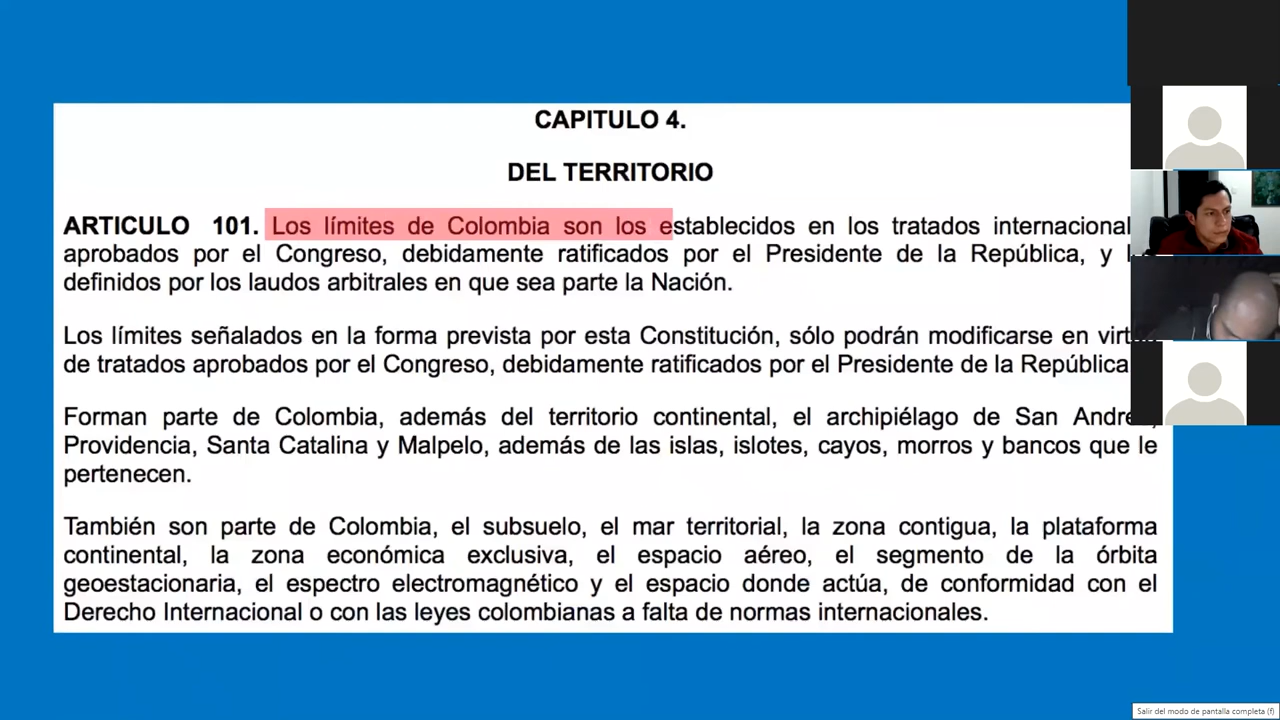 CAPITULO 4.
DEL TERRITORIO
ARTICULO 101. Los límites de Colombia son los establecidos en los tratados
aprobados por el Congreso, debidamente ratificados por el Presidente de la República, y
definidos por los laudos arbitrales en que sea parte la Nación.
Los límites señalados en la forma prevista por esta Constitución, sólo podrán modificarse en
de tratados aprobados por el Congreso, debidamente ratificados por el Presidente de la República
Forman parte de Colombia, además del territorio continental, el archipiélago de San
Providencia, Santa Catalina y Malpelo, además de las islas, islotes, cayos, morros y bancos que le
pertenecen.
También son parte de Colombia, el subsuelo, el mar territorial, la zona contigua, la plataforma
continental, la zona económica exclusiva, el espacio aéreo, el segmento de la órbita
geoestacionaria, el espectro electromagnético y el espacio donde actúa, de conformidad con el
Derecho Internacional o con las leyes colombianas a falta de normas internacionales.
Salir del modo de pantalla completa (f)